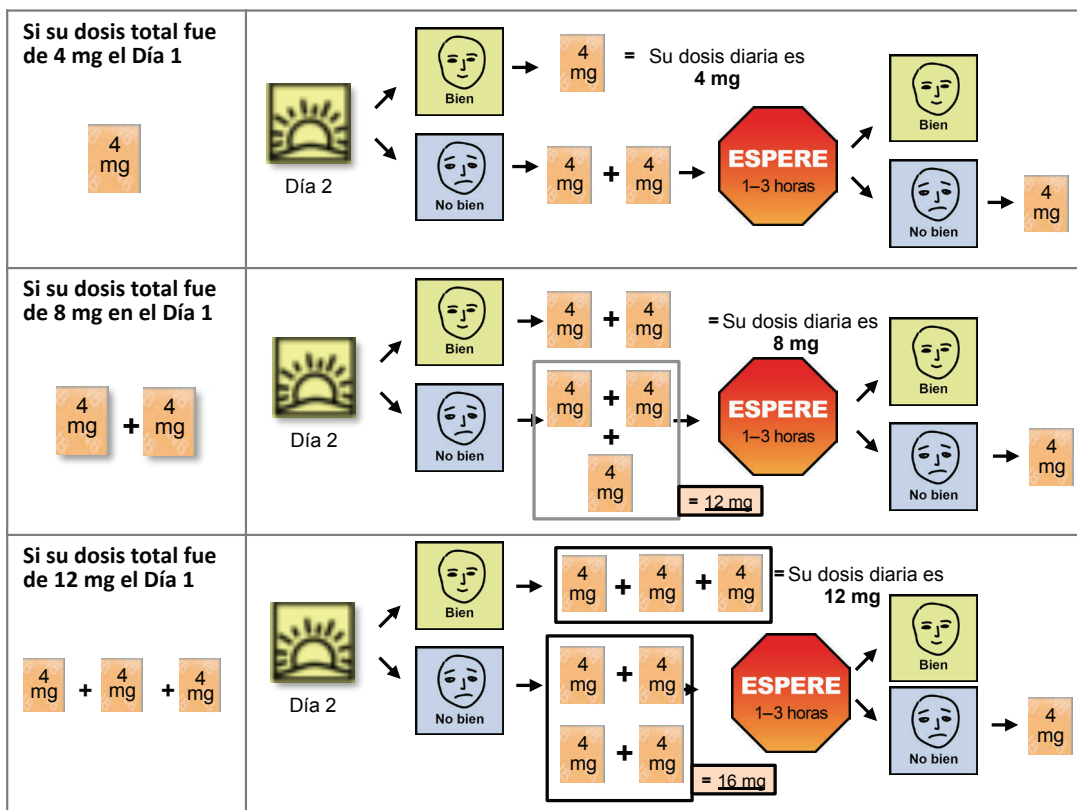 Si su dosis total fue
de 4 mg el Día 1
4
mg
Día 2
Bien
4
mg
= Su dosis diaria es
4 mg
No bien
4
mg
+
4
mg
ESPERE
1–3 horas
Bien
No bien
4
mg
Si su dosis total fue
de 8 mg en el Día 1
4
mg
+
4
mg
Día 2
Bien
4
mg
+
4
mg
= Su dosis diaria es
8 mg
No bien
4
mg
+
4
mg
+
4
mg
= 12 mg
ESPERE
1–3 horas
Bien
No bien
4
mg
Si su dosis total fue
de 12 mg el Día 1
4
mg
+
4
mg
+
4
mg
Día 2
Bien
4
mg
+
4
mg
+
4
mg
= Su dosis diaria es
12 mg
No bien
4
mg
+
4
mg
4
mg
+
4
mg
= 16 mg
ESPERE
1–3 horas
Bien
No bien
4
mg